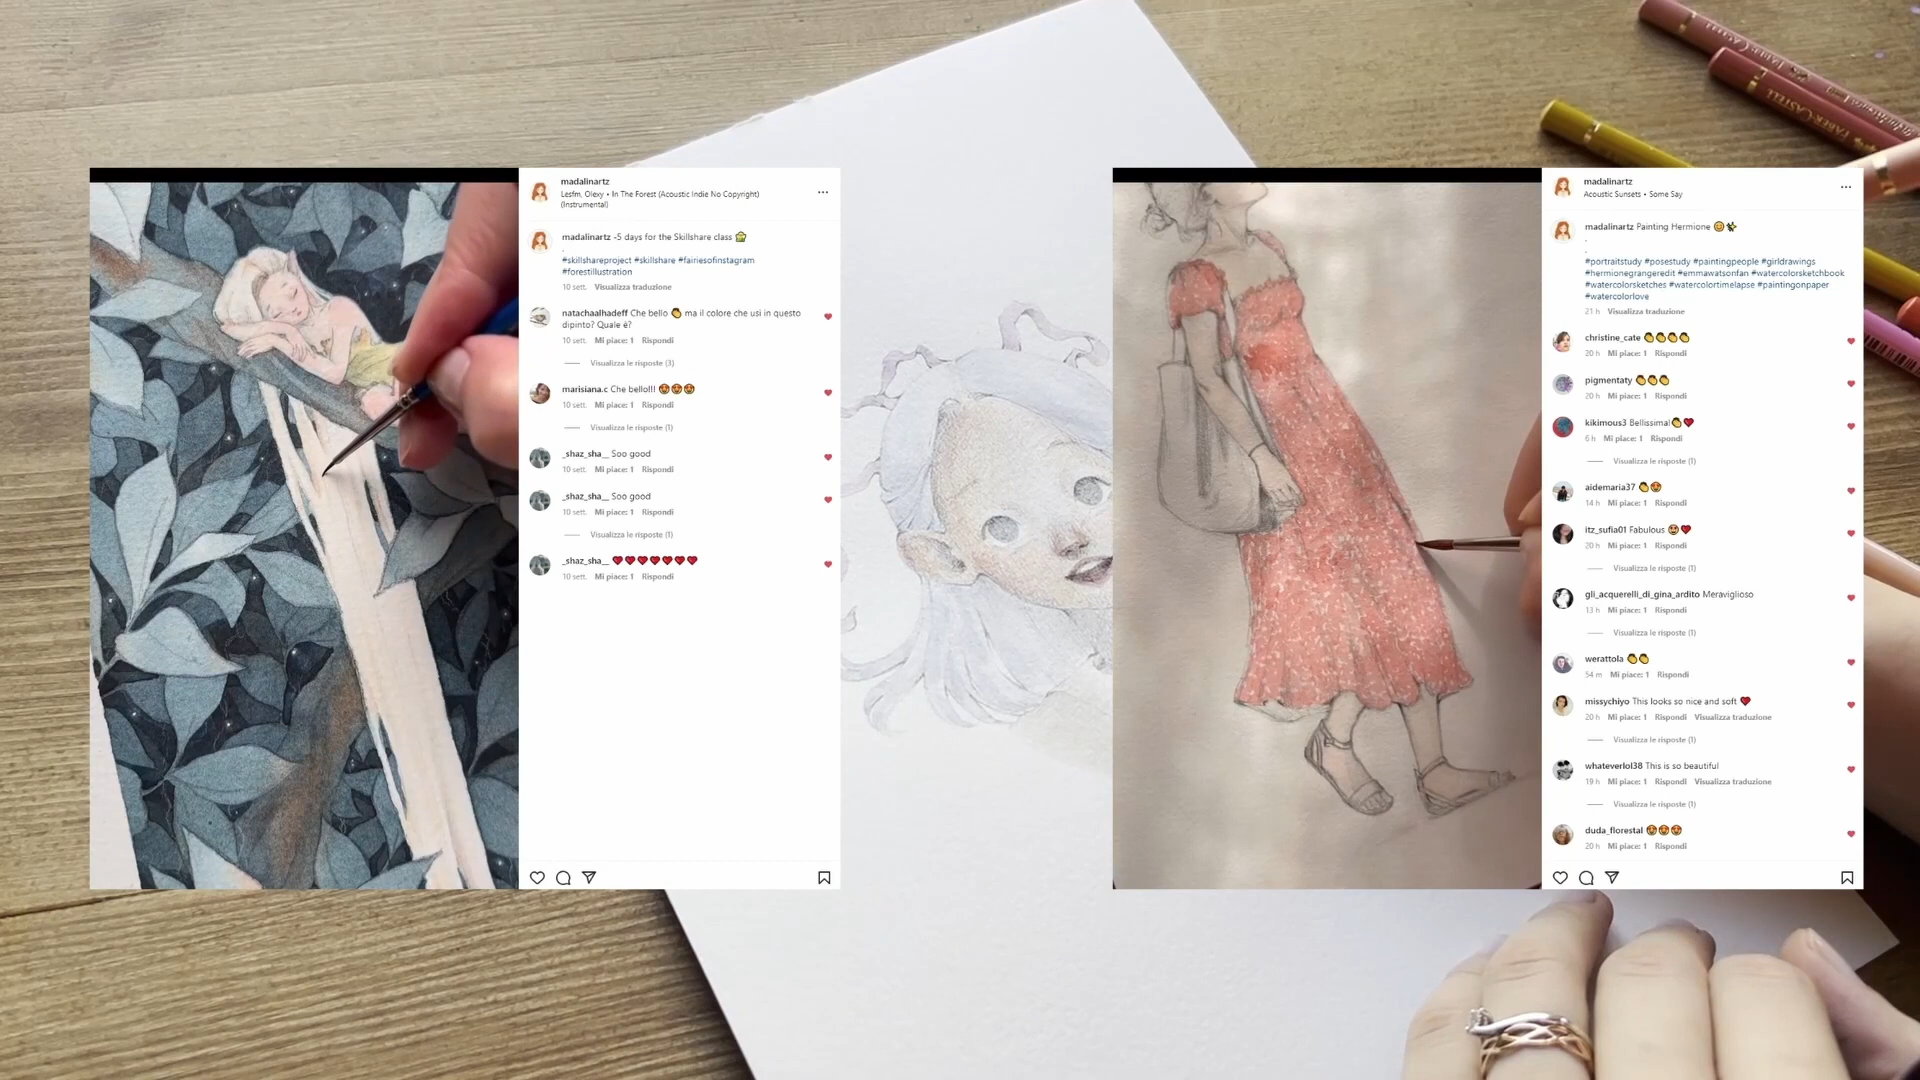 madalinartz
Lesfm, Olexy • In The Forest (Acoustic Indie No Copyright)
(Instrumental)
madalinartz -5 days for the Skillshare class
.
#skillshareproject #skillshare #fairiesofinstagram
#forestillustration
10 sett. Visualizza traduzione
natachaalhadeff Che bello 👏 ma il colore che usi in questo
dipinto? Quale è?
10 sett. Mi piace: 1 Rispondi
Visualizza le risposte (3)
marisiana.c Che bello!!! 😍😍😍
10 sett. Mi piace: 1 Rispondi
Visualizza le risposte (1)
_shaz_sha__ Soo good
10 sett. Mi piace: 1 Rispondi
_shaz_sha__ Soo good
10 sett. Mi piace: 1 Rispondi
Visualizza le risposte (1)
_shaz_sha__ ❤️❤️❤️❤️❤️❤️❤️
10 sett. Mi piace: 1 Rispondi
madalinartz
Acoustic Sunsets • Some Say
madalinartz Painting Hermione 😊✨
.
.
#portraitstudy #posestudy #paintingpeople #girldrawings
#hermionegrangeredit #emmawatsonfan #watercolorsketchbook
#watercolorsketches #watercolortimelapse #paintingonpaper
#watercolorlove
21 h Visualizza traduzione
christine_cate 👏👏👏👏
20 h Mi piace: 1 Rispondi
pigmentaty 👏👏👏
20 h Mi piace: 1 Rispondi
kikimous3 Bellissima!👏❤️
6 h Mi piace: 1 Rispondi
Visualizza le risposte (1)
aidemaria37 👏😍
14 h Mi piace: 1 Rispondi
itz_sufia01 Fabulous 😍❤️
20 h Mi piace: 1 Rispondi
Visualizza le risposte (1)
gli_acquerelli_di_gina_ardito Meraviglioso
13 h Mi piace: 1 Rispondi
Visualizza le risposte (1)
werattola 👏👏
54 m Mi piace: 1 Rispondi
missychiyo This looks so nice and soft ❤️
20 h Mi piace: 1 Rispondi Visualizza traduzione
Visualizza le risposte (1)
whateverlol38 This is so beautiful
19 h Mi piace: 1 Rispondi Visualizza traduzione
Visualizza le risposte (1)
duda_florestal 😍😍😍
20 h Mi piace: 1 Rispondi
FABER-CASTELL